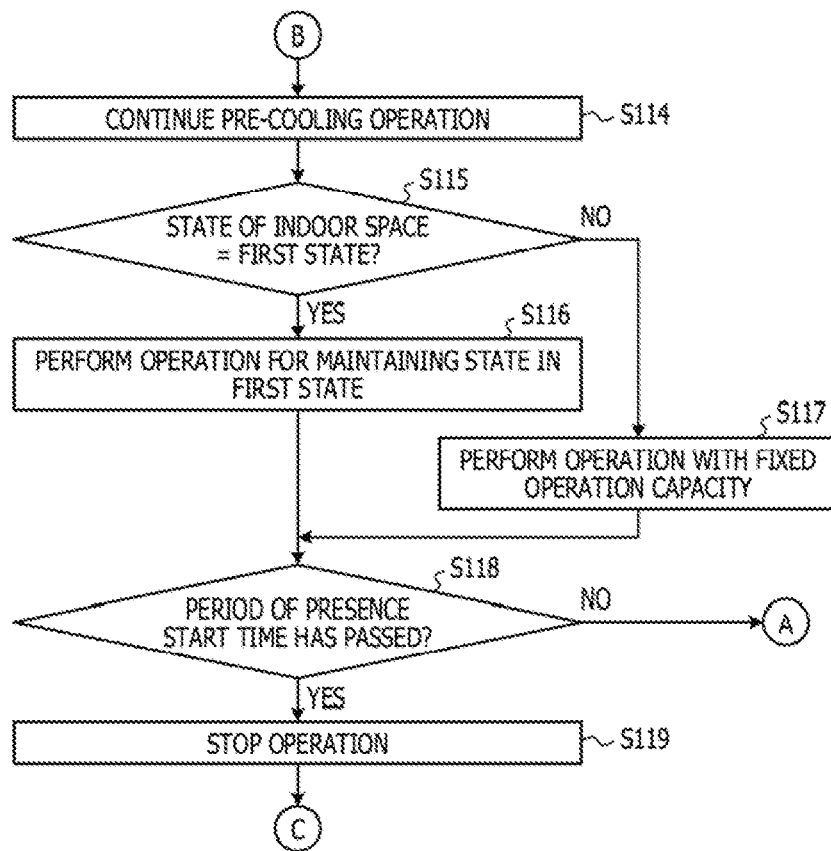 B
CONTINUE PRE-COOLING OPERATION
S114
S115
STATE OF INDOOR SPACE
= FIRST STATE?
NO
YES
S116
PERFORM OPERATION FOR MAINTAINING STATE IN
FIRST STATE
S117
PERFORM OPERATION WITH FIXED
OPERATION CAPACITY
S118
PERIOD OF PRESENCE
START TIME HAS PASSED?
NO
A
YES
STOP OPERATION
S119
C